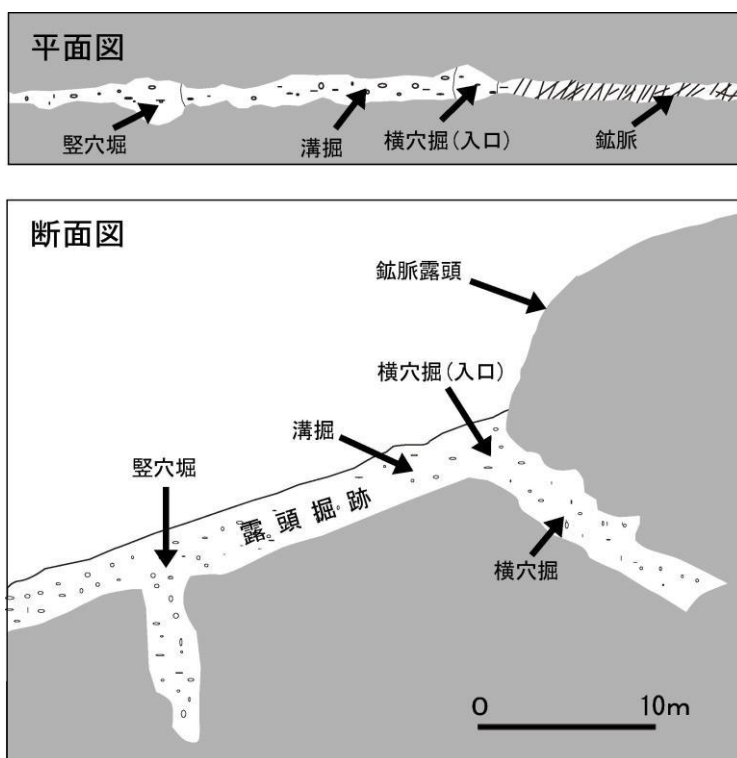 平面図
竪穴堀
溝掘
横穴掘(入口)
鉱脈
断面図
鉱脈露頭
横穴掘(入口)
溝掘
竪穴堀
露頭掘跡
横穴掘
0 10m